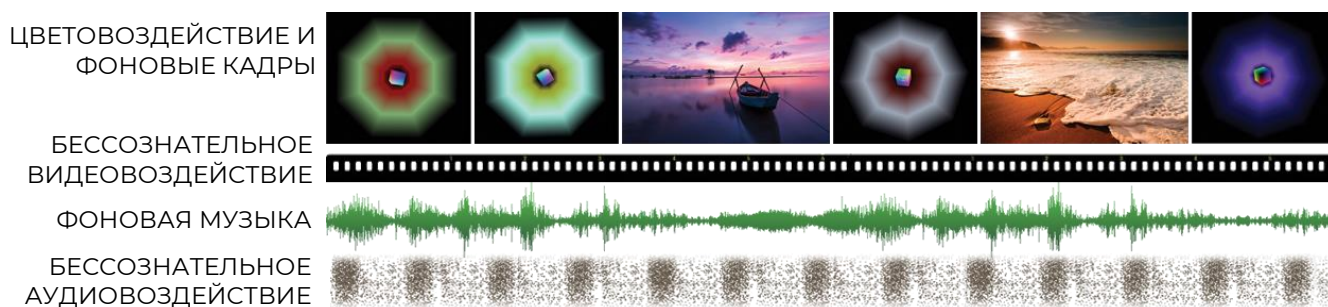 ЦВЕТОВОЗДЕЙСТВИЕ И
ФОНОВЫЕ КАДРЫ
БЕССОЗНАТЕЛЬНОЕ
ВИДЕОВОЗДЕЙСТВИЕ
ФОНОВАЯ МУЗЫКА
БЕССОЗНАТЕЛЬНОЕ
АУДИОВОЗДЕЙСТВИЕ